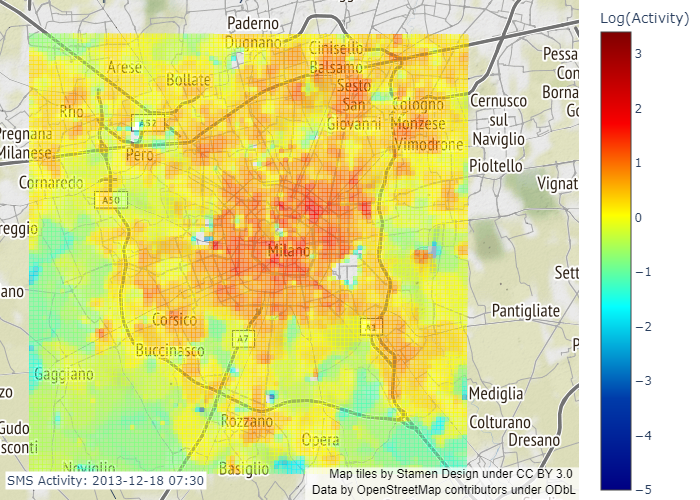 Log(Activity)
Paderno
Dugnano
Cinisello
Balsamo
Arese
Bollate
Sesto
San
Giovanni
Pessa
Con
Borna
Go
Rho
A52
Cologno
Monzese
Cernusco
sul
Naviglio
Pregnana
Milanese
Pero
Vimodrone
Pioltello
Cornaredo
Vignat
A50
reggio
Milano
Sett
ano
Pantigliate
Corsico
A7
A1
P
Buccinasco
Gaggiano
zo
Mediglia
Rozzano
Colturano
Gudo
sconti
Opera
Dresano
Noviglio
Basiglio
3
2
1
0
−1
−2
−3
−4
−5
SMS Activity: 2013-12-18 07:30
Map tiles by Stamen Design under CC BY 3.0
Data by OpenStreetMap contributors under ODbL